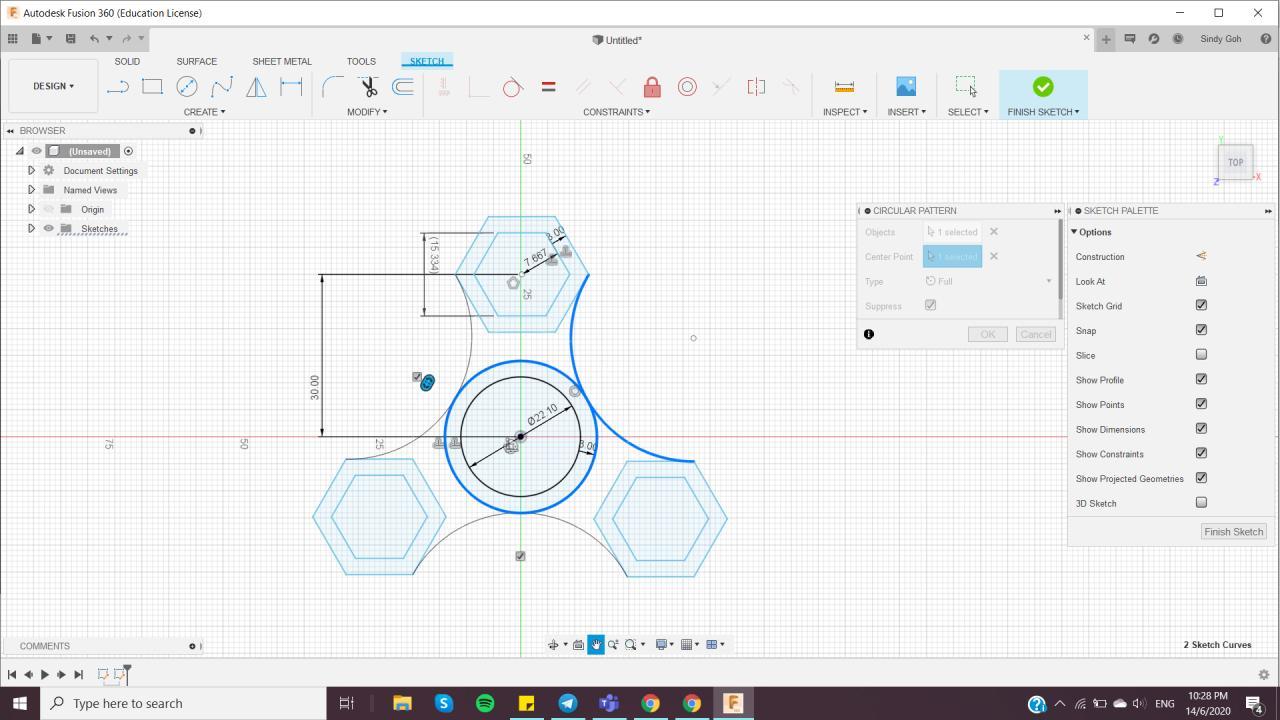 Autodesk Fusion 360 (Education License)
Untitled*
Sindy Goh
DESIGN
SOLID
SURFACE
SHEET METAL
TOOLS
SKETCH
CREATE
MODIFY
CONSTRAINTS
INSPECT
INSERT
SELECT
FINISH SKETCH
BROWSER
(Unsaved)
Document Settings
Named Views
Origin
Sketches
TOP
Y
X
Z
CIRCULAR PATTERN
Objects
1 selected
Center Point
1 selected
Type
Full
Suppress
OK
Cancel
SKETCH PALETTE
Options
Construction
Look At
Sketch Grid
Snap
Slice
Show Profile
Show Points
Show Dimensions
Show Constraints
Show Projected Geometries
3D Sketch
Finish Sketch
50
(15.334)
7.667
3.00
25
30.00
Ø22.10
3.00
75
50
25
COMMENTS
2 Sketch Curves
Type here to search
ENG
10:28 PM
14/6/2020
4